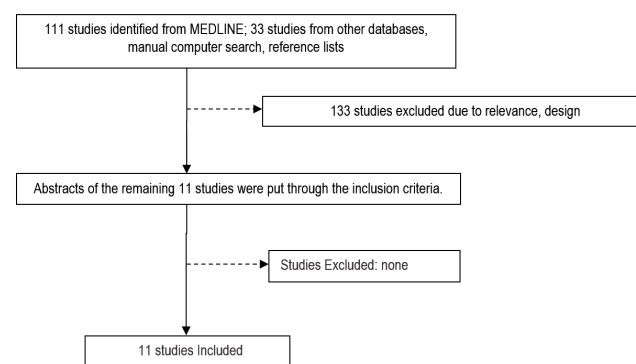 111 studies identified from MEDLINE; 33 studies from other databases,
manual computer search, reference lists
133 studies excluded due to relevance, design
Abstracts of the remaining 11 studies were put through the inclusion criteria.
Studies Excluded: none
11 studies Included